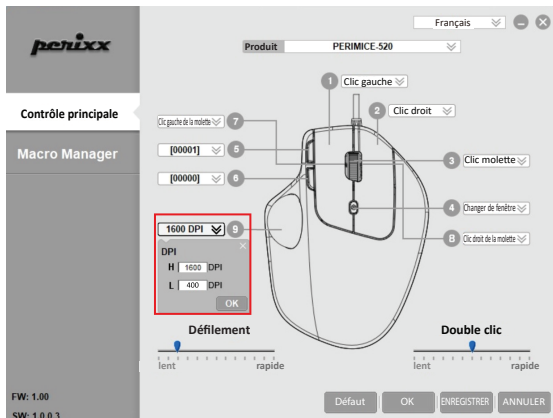 perixx
Français
Produit PERIMICE-520
1 Clic gauche
2 Clic droit
Contrôle principale
Clic gauche de la molette 7
[00001] 5
Macro Manager
3 Clic molette
[00000] 6
4 Changer de fenêtre
1600 DPI 9
B Clic droit de la molette
DPI
H 1600 DPI
L 400 DPI
OK
Défilement
Double clic
lent rapide
lent rapide
FW: 1.00
SW: 1.0.0.3
Défaut OK ENREGISTRER ANNULER